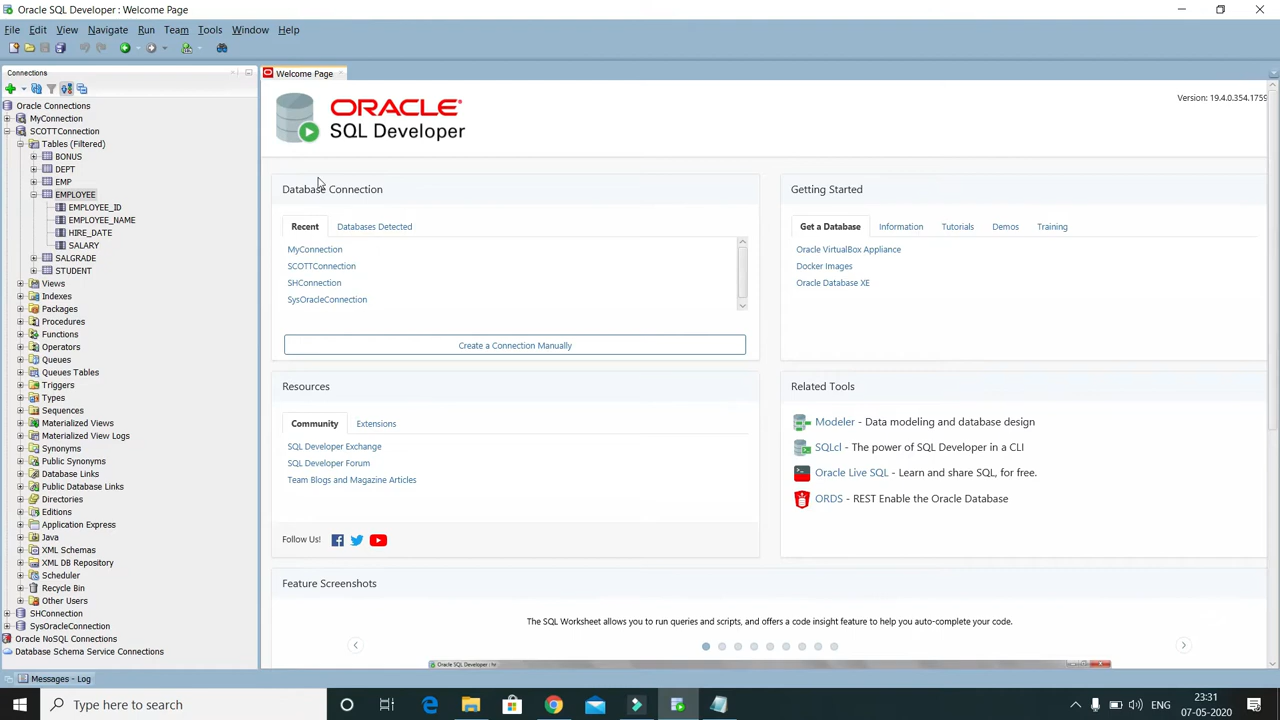 Oracle SQL Developer : Welcome Page
File Edit View Navigate Run Team Tools Window Help
Connections
Welcome Page
Oracle Connections
MyConnection
SCOTTConnection
Tables (Filtered)
BONUS
DEPT
EMP
EMPLOYEE
EMPLOYEE_ID
EMPLOYEE_NAME
HIRE_DATE
SALARY
SALGRADE
STUDENT
Views
Indexes
Packages
Procedures
Functions
Operators
Queues
Queues Tables
Triggers
Types
Sequences
Materialized Views
Materialized View Logs
Synonyms
Public Synonyms
Database Links
Public Database Links
Directories
Editions
Application Express
Java
XML Schemas
XML DB Repository
Scheduler
Recycle Bin
Other Users
SHConnection
SysOracleConnection
Oracle NoSQL Connections
Database Schema Service Connections
Messages - Log
ORACLE
SQL Developer
Version: 19.4.0.354.1759
Database Connection
Recent Databases Detected
MyConnection
SCOTTConnection
SHConnection
SysOracleConnection
Create a Connection Manually
Getting Started
Get a Database Information Tutorials Demos Training
Oracle VirtualBox Appliance
Docker Images
Oracle Database XE
Resources
Community Extensions
SQL Developer Exchange
SQL Developer Forum
Team Blogs and Magazine Articles
Follow Us!
Related Tools
Modeler - Data modeling and database design
SQLcl - The power of SQL Developer in a CLI
Oracle Live SQL - Learn and share SQL, for free.
ORDS - REST Enable the Oracle Database
Feature Screenshots
The SQL Worksheet allows you to run queries and scripts, and offers a code insight feature to help you auto-complete your code.
Oracle SQL Developer : hr
Type here to search
ENG
23:31
07-05-2020